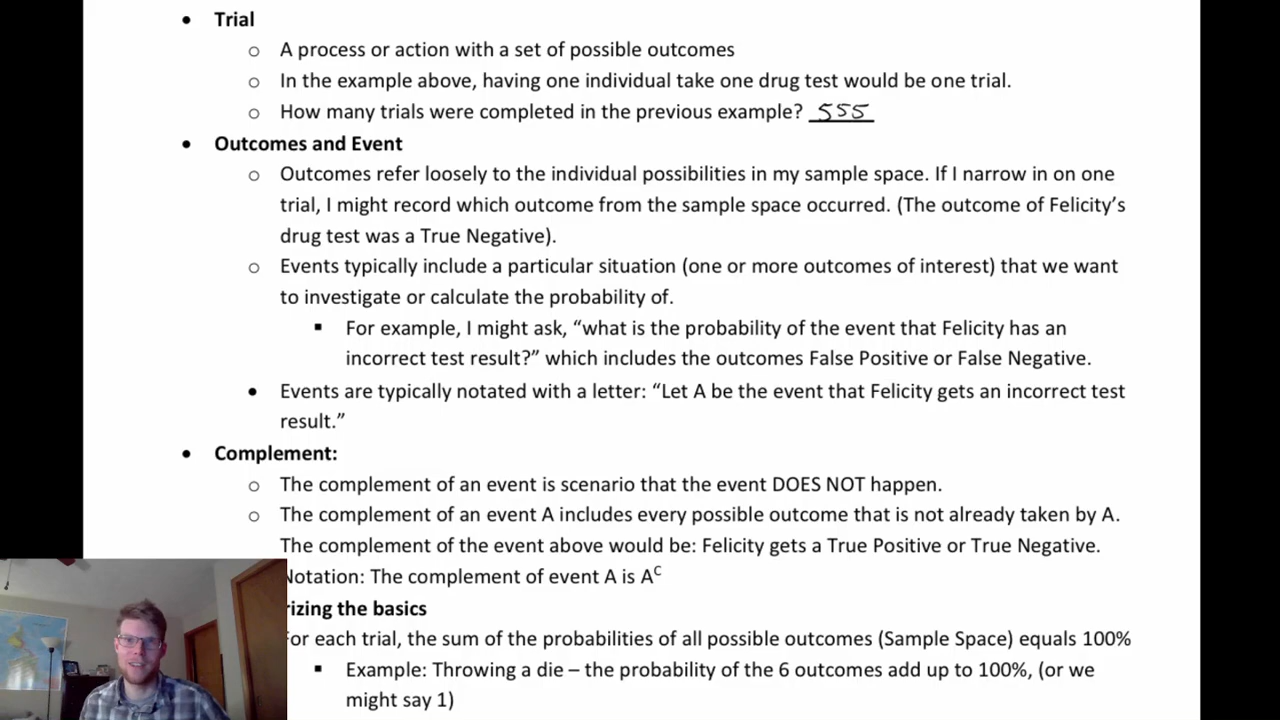 • Trial
o A process or action with a set of possible outcomes
o In the example above, having one individual take one drug test would be one trial.
o How many trials were completed in the previous example? 555
• Outcomes and Event
o Outcomes refer loosely to the individual possibilities in my sample space. If I narrow in on one
trial, I might record which outcome from the sample space occurred. (The outcome of Felicity’s
drug test was a True Negative).
o Events typically include a particular situation (one or more outcomes of interest) that we want
to investigate or calculate the probability of.
▪ For example, I might ask, “what is the probability of the event that Felicity has an
incorrect test result?” which includes the outcomes False Positive or False Negative.
• Events are typically notated with a letter: “Let A be the event that Felicity gets an incorrect test
result.”
• Complement:
o The complement of an event is scenario that the event DOES NOT happen.
o The complement of an event A includes every possible outcome that is not already taken by A.
The complement of the event above would be: Felicity gets a True Positive or True Negative.
Notation: The complement of event A is Aᶜ
rizing the basics
For each trial, the sum of the probabilities of all possible outcomes (Sample Space) equals 100%
▪ Example: Throwing a die – the probability of the 6 outcomes add up to 100%, (or we
might say 1)